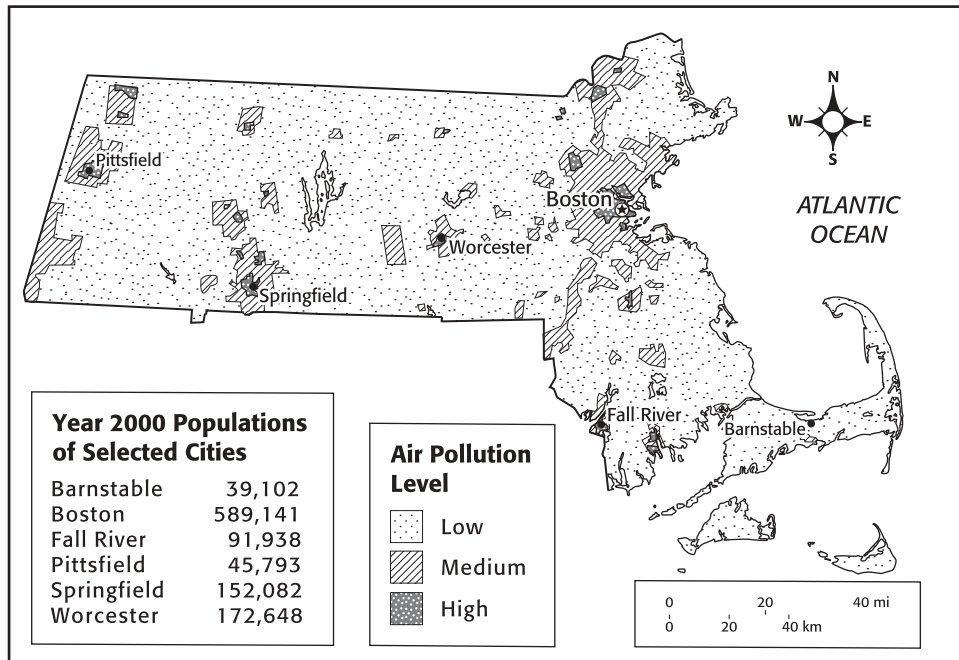 N
W E
S
Pittsfield
Boston
ATLANTIC
OCEAN
Worcester
Springfield
Fall River
Barnstable
Year 2000 Populations
of Selected Cities
Barnstable 39,102
Boston 589,141
Fall River 91,938
Pittsfield 45,793
Springfield 152,082
Worcester 172,648
Air Pollution
Level
Low
Medium
High
0 20 40 mi
0 20 40 km